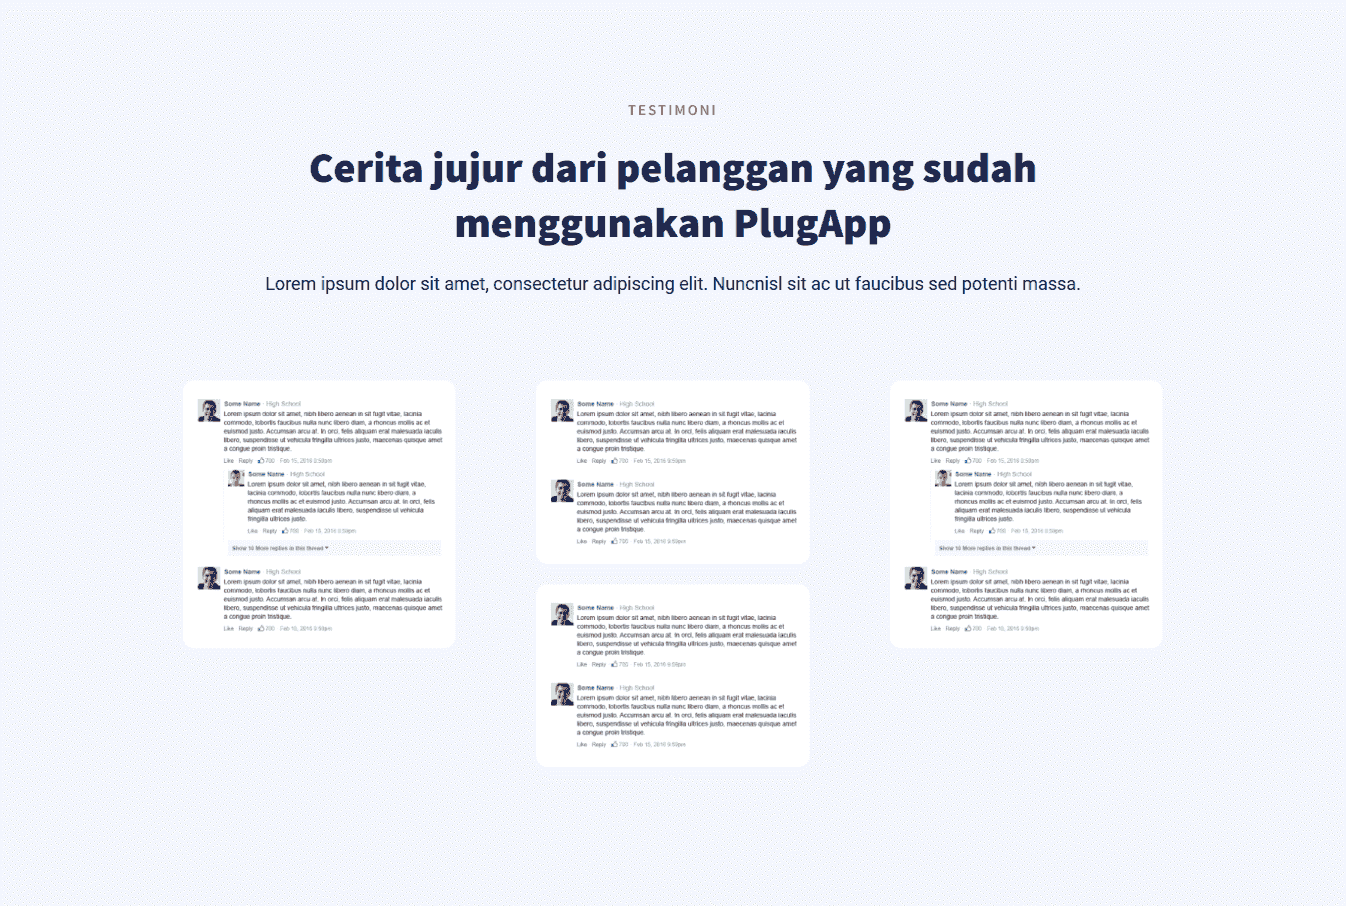 TESTIMONI
Cerita jujur dari pelanggan yang sudah
menggunakan PlugApp
Lorem ipsum dolor sit amet, consectetur adipiscing elit. Nuncnisl sit ac ut faucibus sed potenti massa.
Some Name · High School
Lorem ipsum dolor sit amet, nibh libero aenean in sit fugit vitae, lacinia
commodo, lobortis faucibus nulla nunc libero diam, a rhoncus mollis ac et
euismod justo. Accumsan arcu at. In orci, felis aliquam erat malesuada iaculis
libero, suspendisse ut vehicula fringilla ultrices justo, maecenas quisque amet
a congue proin tristique.
Like Reply 700 Feb 15, 2016 9:59pm
Some Name · High School
Lorem ipsum dolor sit amet, nibh libero aenean in sit fugit vitae,
lacinia commodo, lobortis faucibus nulla nunc libero diam, a
rhoncus mollis ac et euismod justo. Accumsan arcu at. In orci, felis
aliquam erat malesuada iaculis libero, suspendisse ut vehicula
fringilla ultrices justo.
Like Reply 700 Feb 15, 2016 9:59pm
Show 10 More replies in this thread
Some Name · High School
Lorem ipsum dolor sit amet, nibh libero aenean in sit fugit vitae, lacinia
commodo, lobortis faucibus nulla nunc libero diam, a rhoncus mollis ac et
euismod justo. Accumsan arcu at. In orci, felis aliquam erat malesuada iaculis
libero, suspendisse ut vehicula fringilla ultrices justo, maecenas quisque amet
a congue proin tristique.
Like Reply 700 Feb 15, 2016 9:59pm
Some Name · High School
Lorem ipsum dolor sit amet, nibh libero aenean in sit fugit vitae, lacinia
commodo, lobortis faucibus nulla nunc libero diam, a rhoncus mollis ac et
euismod justo. Accumsan arcu at. In orci, felis aliquam erat malesuada iaculis
libero, suspendisse ut vehicula fringilla ultrices justo, maecenas quisque amet
a congue proin tristique.
Like Reply 700 Feb 15, 2016 9:59pm
Some Name · High School
Lorem ipsum dolor sit amet, nibh libero aenean in sit fugit vitae, lacinia
commodo, lobortis faucibus nulla nunc libero diam, a rhoncus mollis ac et
euismod justo. Accumsan arcu at. In orci, felis aliquam erat malesuada iaculis
libero, suspendisse ut vehicula fringilla ultrices justo, maecenas quisque amet
a congue proin tristique.
Like Reply 700 Feb 15, 2016 9:59pm
Some Name · High School
Lorem ipsum dolor sit amet, nibh libero aenean in sit fugit vitae, lacinia
commodo, lobortis faucibus nulla nunc libero diam, a rhoncus mollis ac et
euismod justo. Accumsan arcu at. In orci, felis aliquam erat malesuada iaculis
libero, suspendisse ut vehicula fringilla ultrices justo, maecenas quisque amet
a congue proin tristique.
Like Reply 700 Feb 15, 2016 9:59pm
Some Name · High School
Lorem ipsum dolor sit amet, nibh libero aenean in sit fugit vitae, lacinia
commodo, lobortis faucibus nulla nunc libero diam, a rhoncus mollis ac et
euismod justo. Accumsan arcu at. In orci, felis aliquam erat malesuada iaculis
libero, suspendisse ut vehicula fringilla ultrices justo, maecenas quisque amet
a congue proin tristique.
Like Reply 700 Feb 15, 2016 9:59pm
Some Name · High School
Lorem ipsum dolor sit amet, nibh libero aenean in sit fugit vitae, lacinia
commodo, lobortis faucibus nulla nunc libero diam, a rhoncus mollis ac et
euismod justo. Accumsan arcu at. In orci, felis aliquam erat malesuada iaculis
libero, suspendisse ut vehicula fringilla ultrices justo, maecenas quisque amet
a congue proin tristique.
Like Reply 700 Feb 15, 2016 9:59pm
Some Name · High School
Lorem ipsum dolor sit amet, nibh libero aenean in sit fugit vitae,
lacinia commodo, lobortis faucibus nulla nunc libero diam, a
rhoncus mollis ac et euismod justo. Accumsan arcu at. In orci, felis
aliquam erat malesuada iaculis libero, suspendisse ut vehicula
fringilla ultrices justo.
Like Reply 700 Feb 15, 2016 9:59pm
Show 10 More replies in this thread
Some Name · High School
Lorem ipsum dolor sit amet, nibh libero aenean in sit fugit vitae, lacinia
commodo, lobortis faucibus nulla nunc libero diam, a rhoncus mollis ac et
euismod justo. Accumsan arcu at. In orci, felis aliquam erat malesuada iaculis
libero, suspendisse ut vehicula fringilla ultrices justo, maecenas quisque amet
a congue proin tristique.
Like Reply 700 Feb 15, 2016 9:59pm